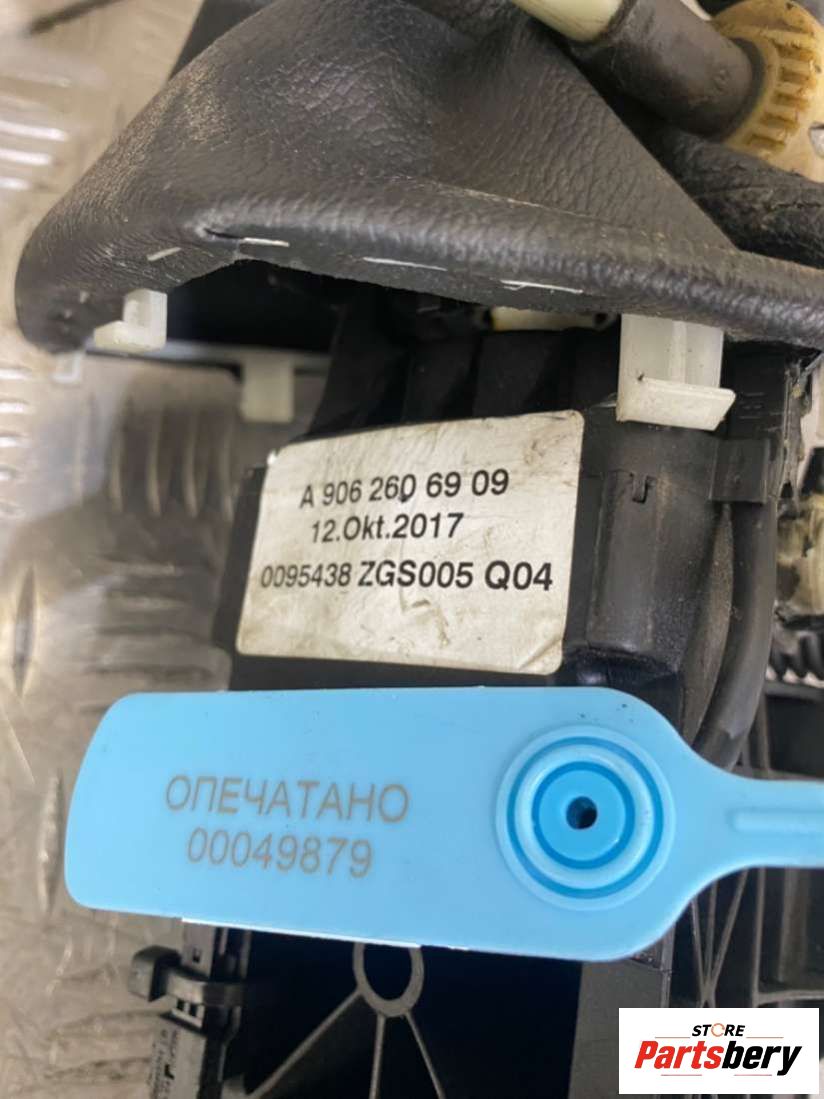 A 906 260 69 09
12.Okt.2017
0095438 ZGS005 Q04
ОПЕЧАТАНО
00049879
STORE
Partsbery